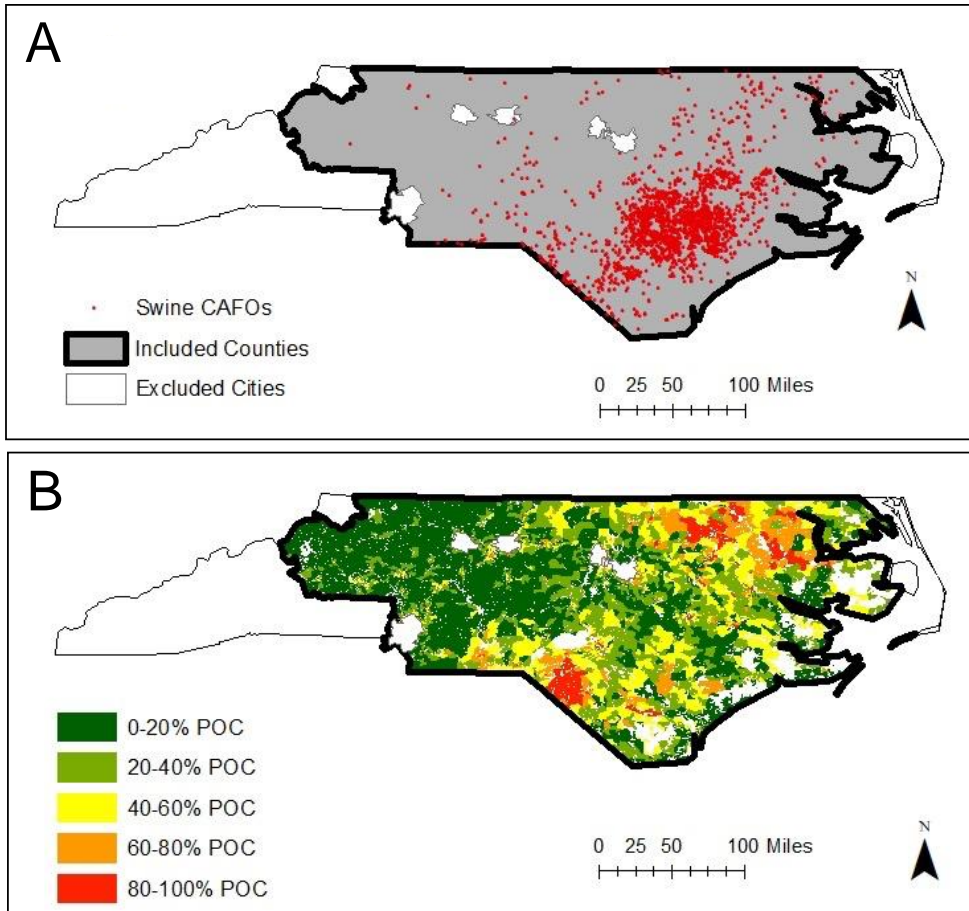 A
Swine CAFOs
Included Counties
Excluded Cities
N
0 25 50 100 Miles
B
0-20% POC
20-40% POC
40-60% POC
60-80% POC
80-100% POC
N
0 25 50 100 Miles